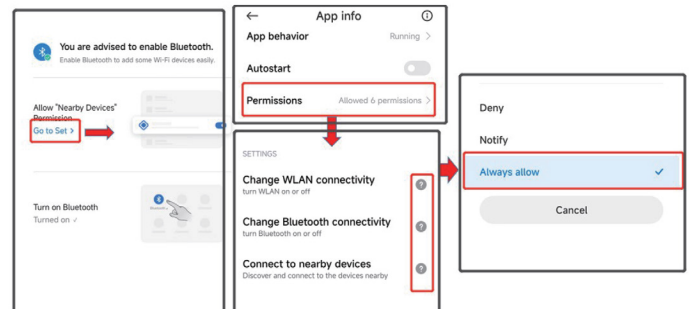 You are advised to enable Bluetooth.
Enable Bluetooth to add some Wi-Fi devices easily.
Allow "Nearby Devices"
Permission
Go to Set >
Turn on Bluetooth
Turned on ✓
← App info
App behavior Running >
Autostart
Permissions Allowed 6 permissions >
SETTINGS
Change WLAN connectivity
turn WLAN on or off
Change Bluetooth connectivity
turn Bluetooth on or off
Connect to nearby devices
Discover and connect to the devices nearby
Deny
Notify
Always allow ✓
Cancel